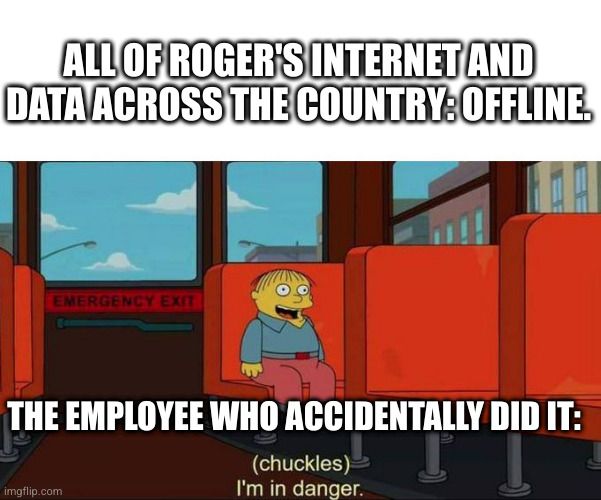 ALL OF ROGER'S INTERNET AND
DATA ACROSS THE COUNTRY: OFFLINE.
EMERGENCY EXIT
THE EMPLOYEE WHO ACCIDENTALLY DID IT:
(chuckles)
I'm in danger.
imgflip.com